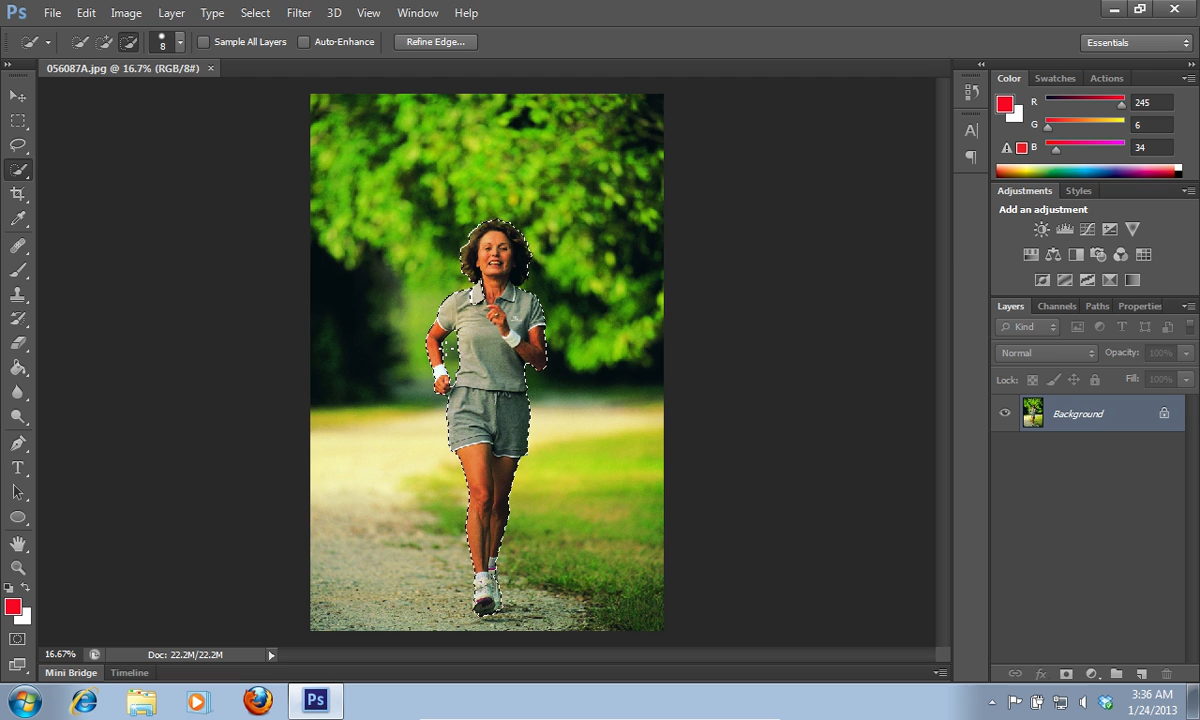 Ps File Edit Image Layer Type Select Filter 3D View Window Help
8 Sample All Layers Auto-Enhance Refine Edge... Essentials
056087A.jpg @ 16.7% (RGB/8#) ×
Color Swatches Actions
R 245
G 6
B 34
Adjustments Styles
Add an adjustment
Layers Channels Paths Properties
Kind
Normal Opacity: 100%
Lock: Fill: 100%
Background
16.67% Doc: 22.2M/22.2M
Mini Bridge Timeline
Ps
3:36 AM
1/24/2013